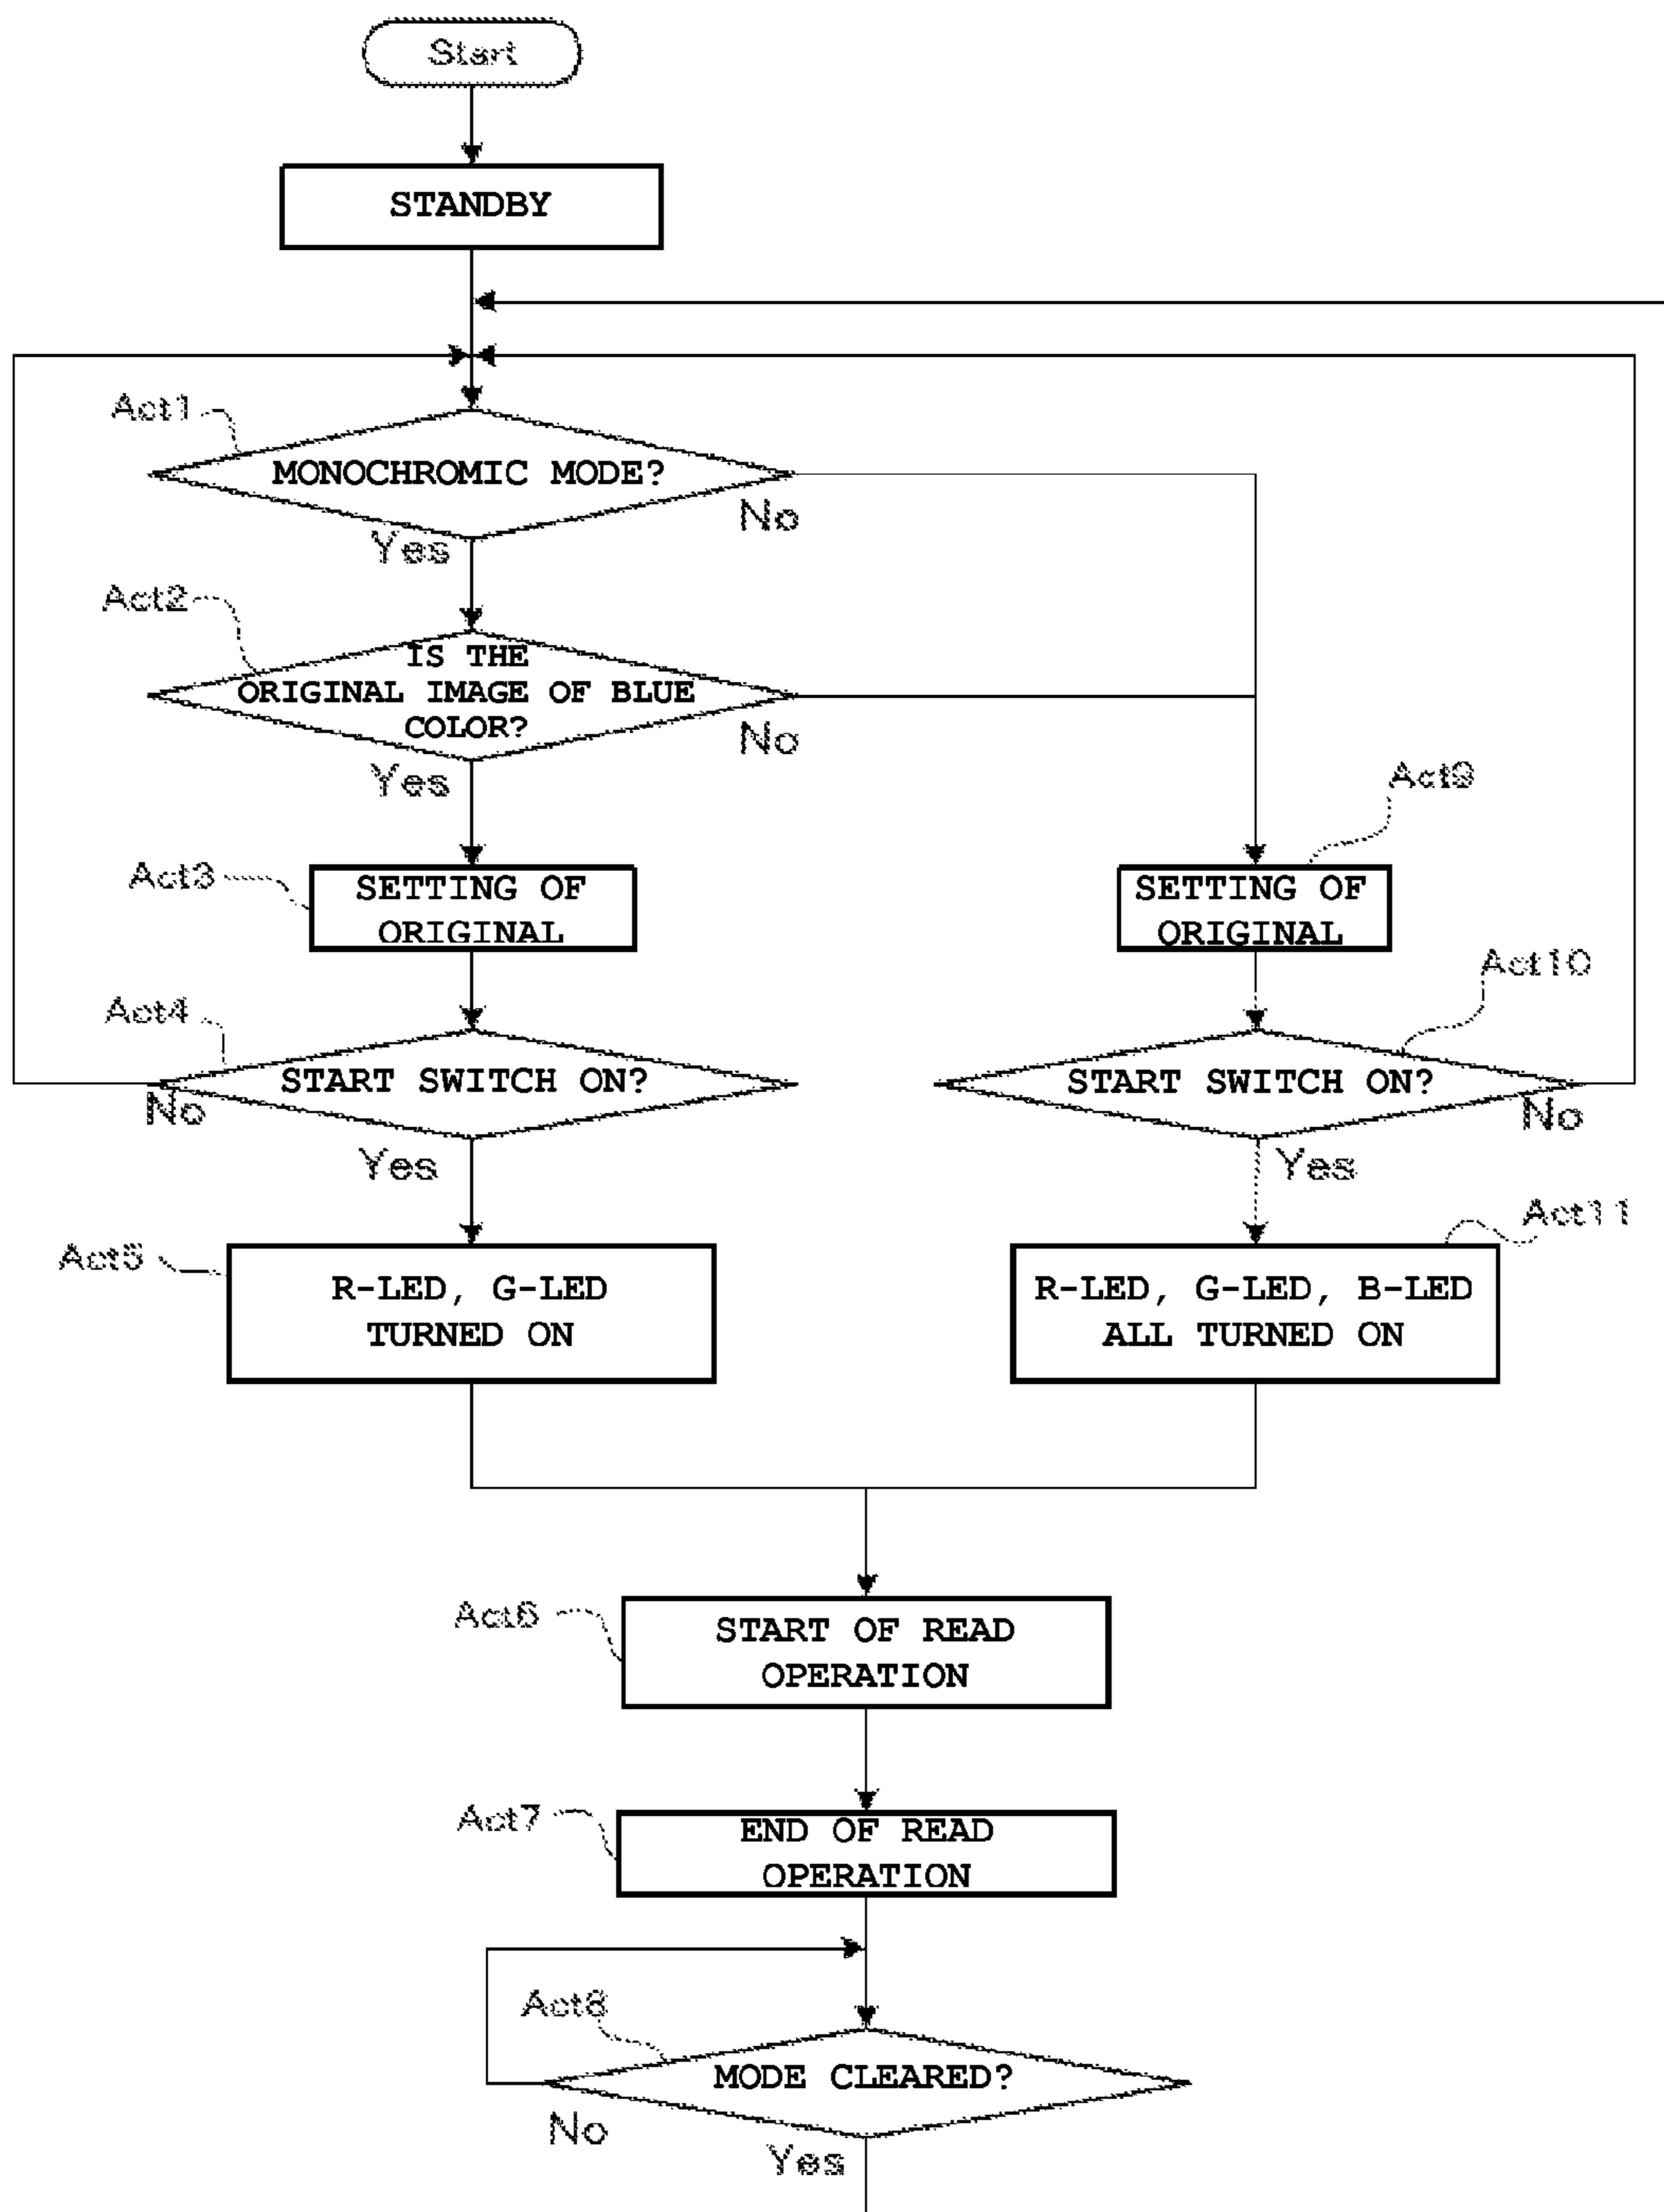 Start
STANDBY
Act1
MONOCHROMIC MODE?
No
Yes
Act2
IS THE
ORIGINAL IMAGE OF BLUE
COLOR?
No
Yes
Act9
Act3
SETTING OF
ORIGINAL
SETTING OF
ORIGINAL
Act10
Act4
START SWITCH ON?
START SWITCH ON?
No
No
Yes
Yes
Act11
Act5
R-LED, G-LED
TURNED ON
R-LED, G-LED, B-LED
ALL TURNED ON
Act6
START OF READ
OPERATION
Act7
END OF READ
OPERATION
Act8
MODE CLEARED?
No
Yes